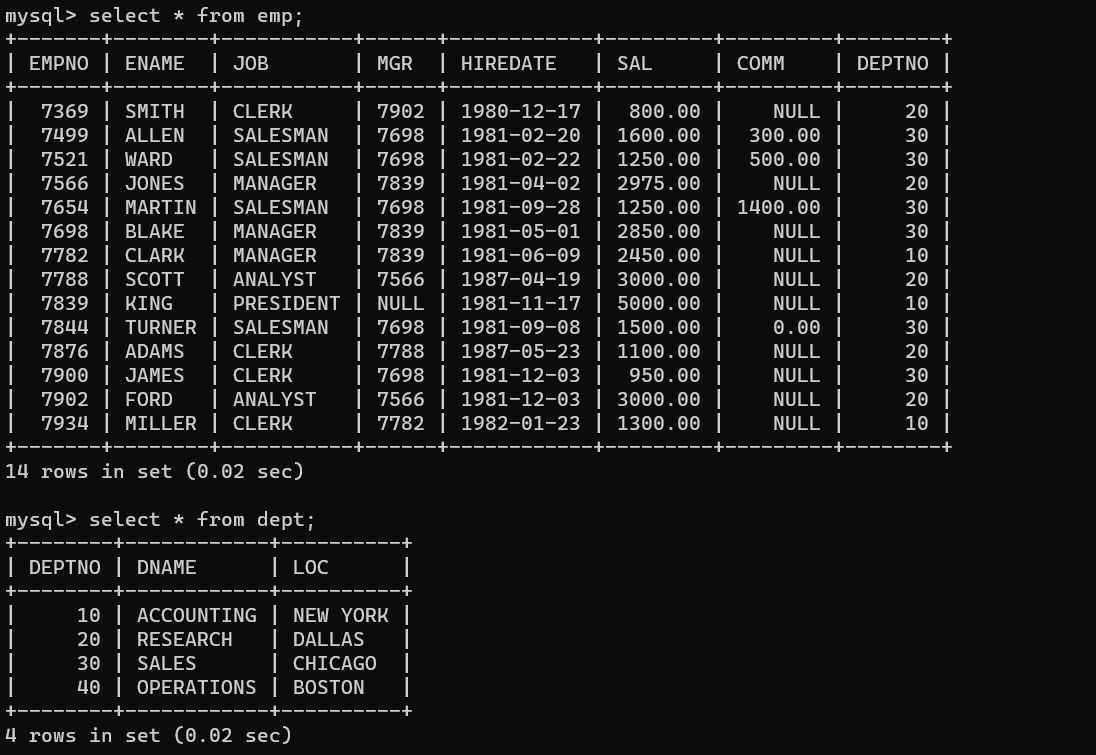 mysql> select * from emp;
+-------+--------+-----------+------+------------+---------+---------+--------+
| EMPNO | ENAME  | JOB       | MGR  | HIREDATE   | SAL     | COMM    | DEPTNO |
+-------+--------+-----------+------+------------+---------+---------+--------+
|  7369 | SMITH  | CLERK     | 7902 | 1980-12-17 |  800.00 |    NULL |     20 |
|  7499 | ALLEN  | SALESMAN  | 7698 | 1981-02-20 | 1600.00 |  300.00 |     30 |
|  7521 | WARD   | SALESMAN  | 7698 | 1981-02-22 | 1250.00 |  500.00 |     30 |
|  7566 | JONES  | MANAGER   | 7839 | 1981-04-02 | 2975.00 |    NULL |     20 |
|  7654 | MARTIN | SALESMAN  | 7698 | 1981-09-28 | 1250.00 | 1400.00 |     30 |
|  7698 | BLAKE  | MANAGER   | 7839 | 1981-05-01 | 2850.00 |    NULL |     30 |
|  7782 | CLARK  | MANAGER   | 7839 | 1981-06-09 | 2450.00 |    NULL |     10 |
|  7788 | SCOTT  | ANALYST   | 7566 | 1987-04-19 | 3000.00 |    NULL |     20 |
|  7839 | KING   | PRESIDENT | NULL | 1981-11-17 | 5000.00 |    NULL |     10 |
|  7844 | TURNER | SALESMAN  | 7698 | 1981-09-08 | 1500.00 |    0.00 |     30 |
|  7876 | ADAMS  | CLERK     | 7788 | 1987-05-23 | 1100.00 |    NULL |     20 |
|  7900 | JAMES  | CLERK     | 7698 | 1981-12-03 |  950.00 |    NULL |     30 |
|  7902 | FORD   | ANALYST   | 7566 | 1981-12-03 | 3000.00 |    NULL |     20 |
|  7934 | MILLER | CLERK     | 7782 | 1982-01-23 | 1300.00 |    NULL |     10 |
+-------+--------+-----------+------+------------+---------+---------+--------+
14 rows in set (0.02 sec)

mysql> select * from dept;
+--------+------------+----------+
| DEPTNO | DNAME      | LOC      |
+--------+------------+----------+
|     10 | ACCOUNTING | NEW YORK |
|     20 | RESEARCH   | DALLAS   |
|     30 | SALES      | CHICAGO  |
|     40 | OPERATIONS | BOSTON   |
+--------+------------+----------+
4 rows in set (0.02 sec)